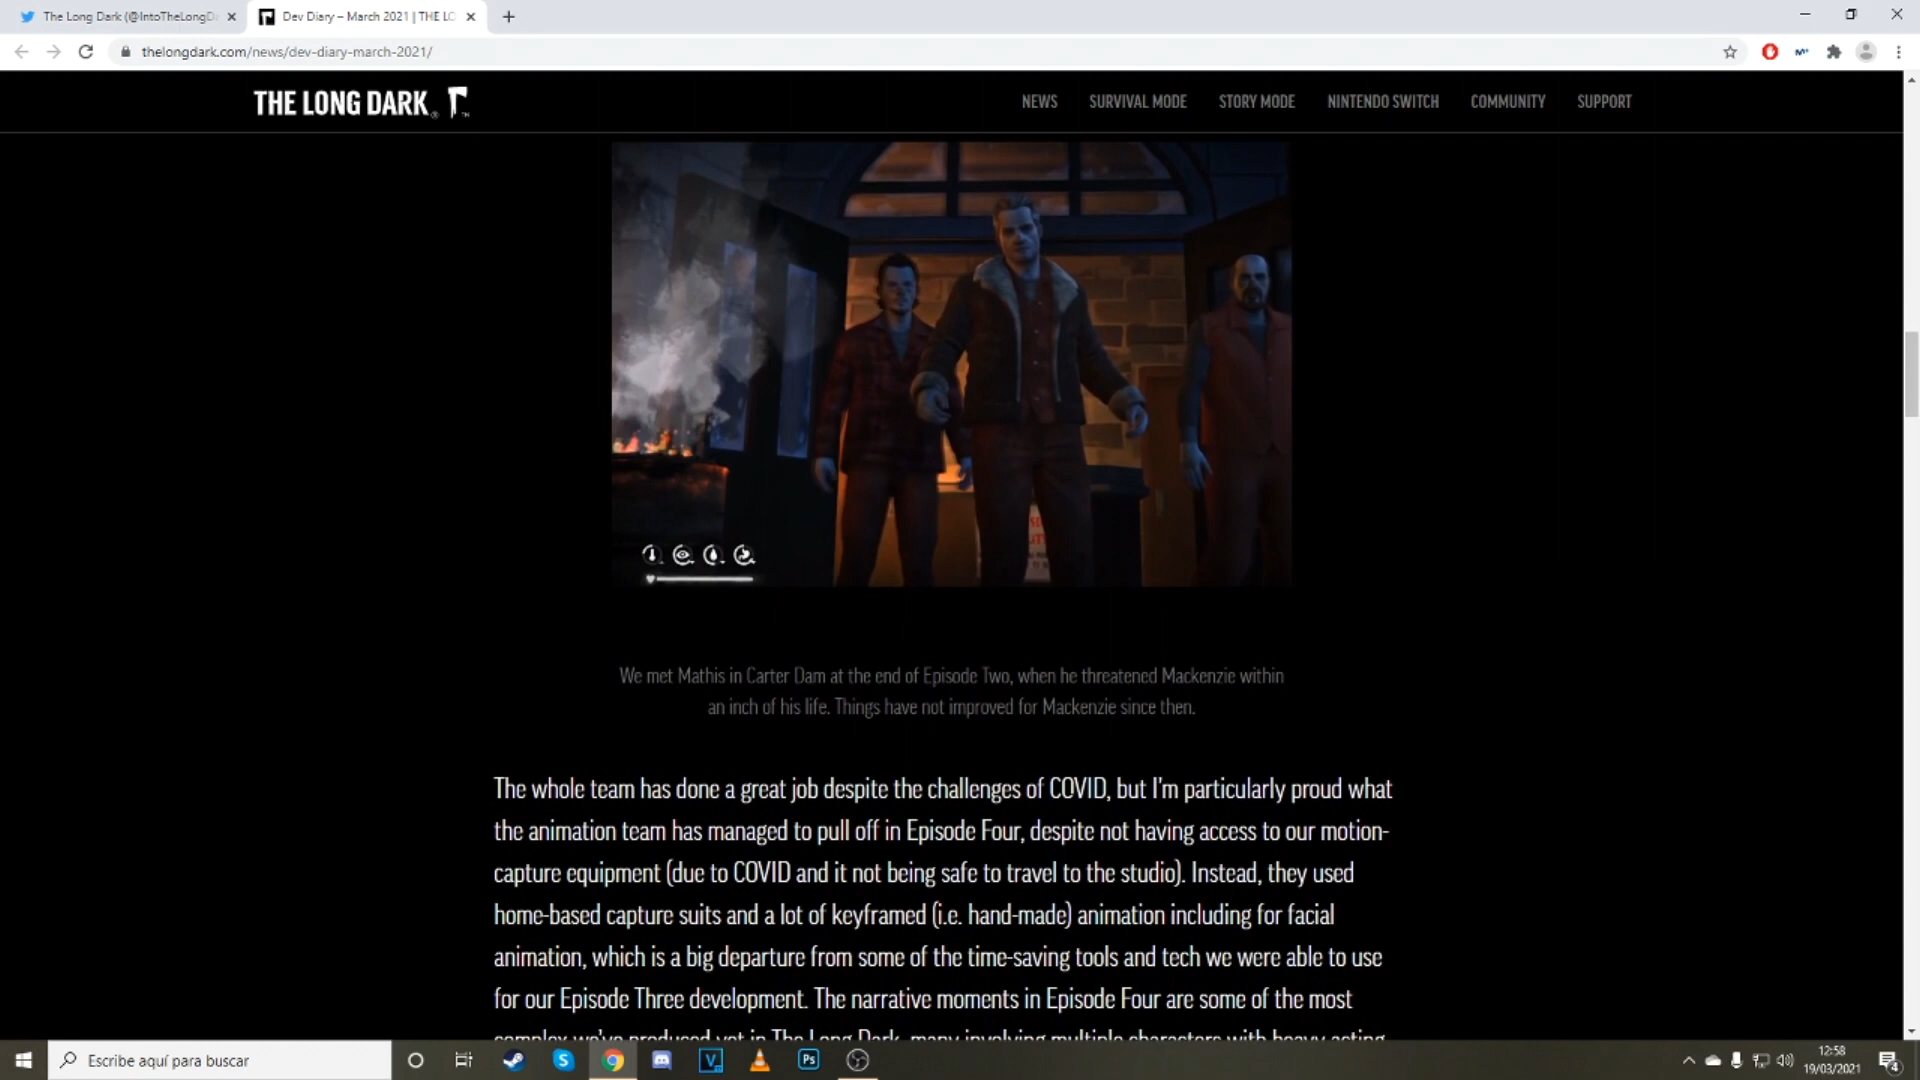 The Long Dark (@IntoTheLongD
Dev Diary – March 2021 | THE LO
thelongdark.com/news/dev-diary-march-2021/
THE LONG DARK
NEWS SURVIVAL MODE STORY MODE NINTENDO SWITCH COMMUNITY SUPPORT
We met Mathis in Carter Dam at the end of Episode Two, when he threatened Mackenzie within
an inch of his life. Things have not improved for Mackenzie since then.
The whole team has done a great job despite the challenges of COVID, but I'm particularly proud what
the animation team has managed to pull off in Episode Four, despite not having access to our motion-
capture equipment (due to COVID and it not being safe to travel to the studio). Instead, they used
home-based capture suits and a lot of keyframed (i.e. hand-made) animation including for facial
animation, which is a big departure from some of the time-saving tools and tech we were able to use
for our Episode Three development. The narrative moments in Episode Four are some of the most
complex we've produced yet in The Long Dark, many involving multiple characters with heavy acting
Escribe aquí para buscar
Ps
12:58
19/03/2021
4